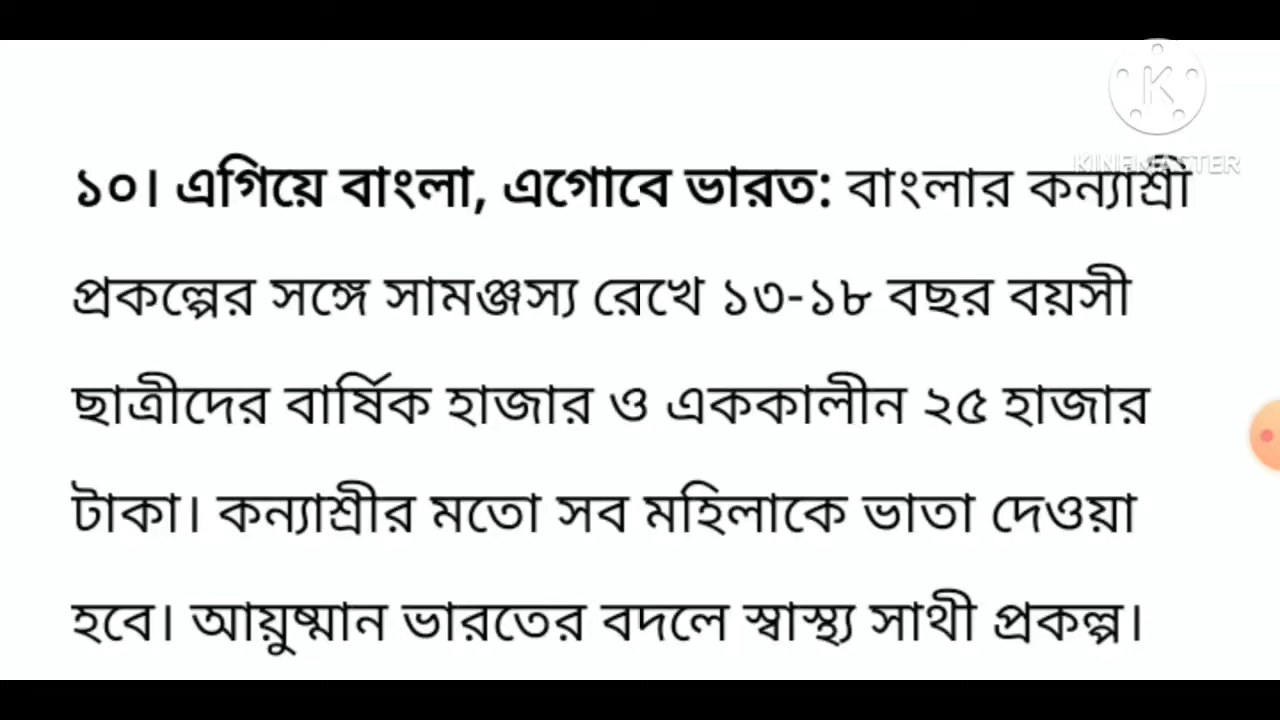 KINEMASTER
১০। এগিয়ে বাংলা, এগোবে ভারত: বাংলার কন্যাশ্রী
প্রকল্পের সঙ্গে সামঞ্জস্য রেখে ১৩-১৮ বছর বয়সী
ছাত্রীদের বার্ষিক হাজার ও এককালীন ২৫ হাজার
টাকা। কন্যাশ্রীর মতো সব মহিলাকে ভাতা দেওয়া
হবে। আয়ুষ্মান ভারতের বদলে স্বাস্থ্য সাথী প্রকল্প।